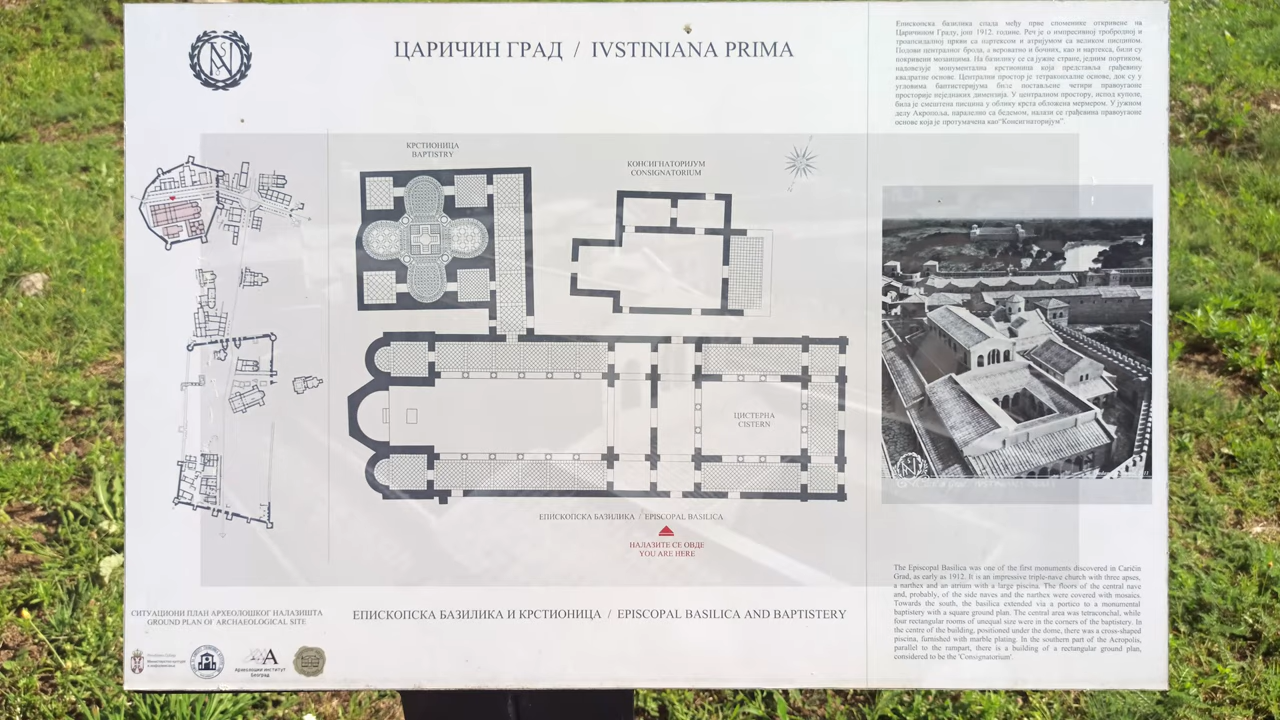 ЦАРИЧИН ГРАД / IVSTINIANA PRIMA
Епископска базилика спада међу прве споменике откривене на
Царичином Граду, још 1912. године. Реч је о импресивној тробродној и
троапсидалној цркви са нартексом и атријумом са великом писцином.
Подови централног брода, а вероватно и бочних, као и нартекса, били су
покривени мозаицима. На базилику се са јужне стране, једним портиком,
надовезује монументална крстионица која представља грађевину
квадратне основе. Централни простор је тетраконхалне основе, док су у
угловима баптистеријума биле постављене четири правоугаоне
просторије неједнаких димензија. У централном простору, испод куполе,
била је смештена писцина у облику крста обложена мермером. У јужном
делу Акропоља, паралелно са бедемом, налази се грађевина правоугаоне
основе која је протумачена као“Консигнаторијум”.
КРСТИОНИЦА
BAPTISTRY
КОНСИГНАТОРИЈУМ
CONSIGNATORIUM
ЦИСТЕРНА
CISTERN
ЕПИСКОПСКА БАЗИЛИКА / EPISCOPAL BASILICA
НАЛАЗИТЕ СЕ ОВДЕ
YOU ARE HERE
СИТУАЦИОНИ ПЛАН АРХЕОЛОШКОГ НАЛАЗИШТА
GROUND PLAN OF ARCHAEOLOGICAL SITE
ЕПИСКОПСКА БАЗИЛИКА И КРСТИОНИЦА / EPISCOPAL BASILICA AND BAPTISTERY
The Episcopal Basilica was one of the first monuments discovered in Caričin
Grad, as early as 1912. It is an impressive triple-nave church with three apses,
a narthex and an atrium with a large piscina. The floors of the central nave
and, probably, of the side naves and the narthex were covered with mosaics.
Towards the south, the basilica extended via a portico to a monumental
baptistery with a square ground plan. The central area was tetraconchal, while
four rectangular rooms of unequal size were in the corners of the baptistery. In
the centre of the building, positioned under the dome, there was a cross-shaped
piscina, furnished with marble plating. In the southern part of the Acropolis,
parallel to the rampart, there is a building of a rectangular ground plan,
considered to be the 'Consignatorium'.
Република Србија
Министарство културе
и информисања
Археолошки институт
Београд